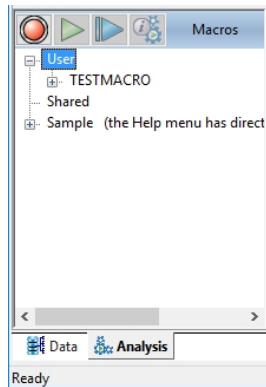 Macros
User
TESTMACRO
Shared
Sample (the Help menu has direct
Data Analysis
Ready